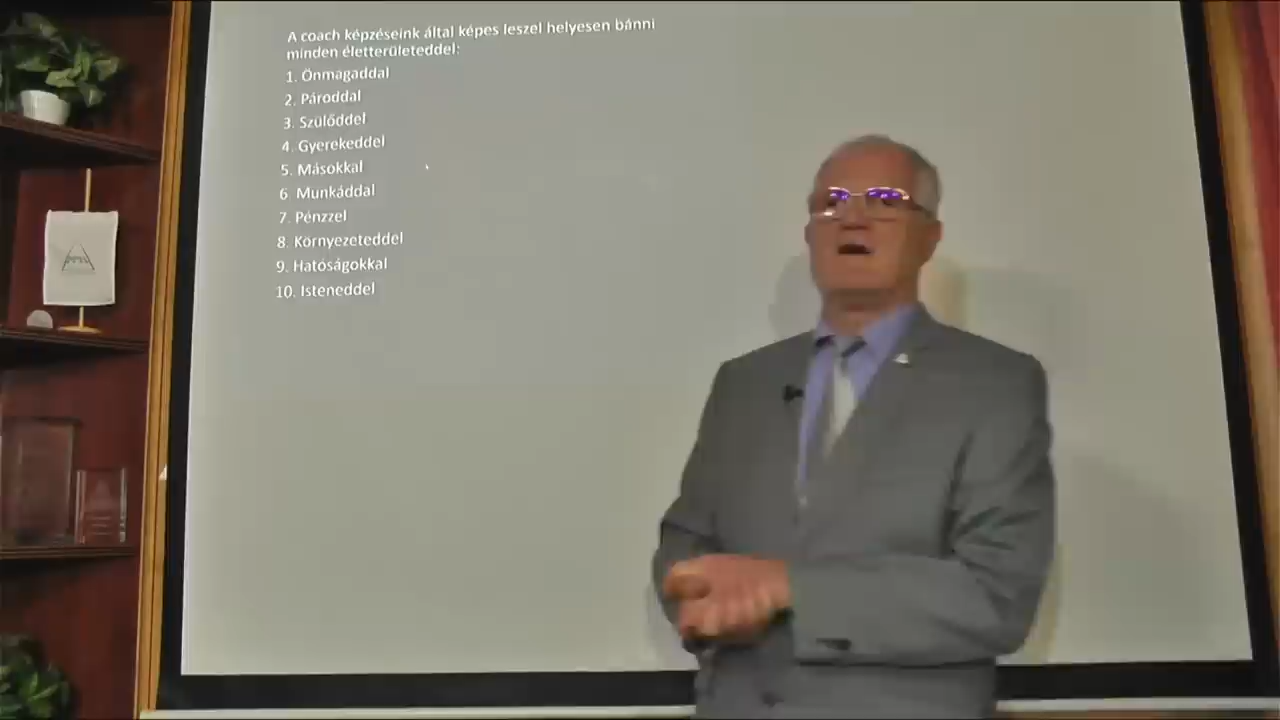 A coach képzéseink által képes leszel helyesen bánni
minden életterületeddel:
1. Önmagaddal
2. Pároddal
3. Szülőddel
4. Gyerekeddel
5. Másokkal
6 Munkáddal
7. Pénzzel
8. Környezeteddel
9. Hatóságokkal
10. Isteneddel